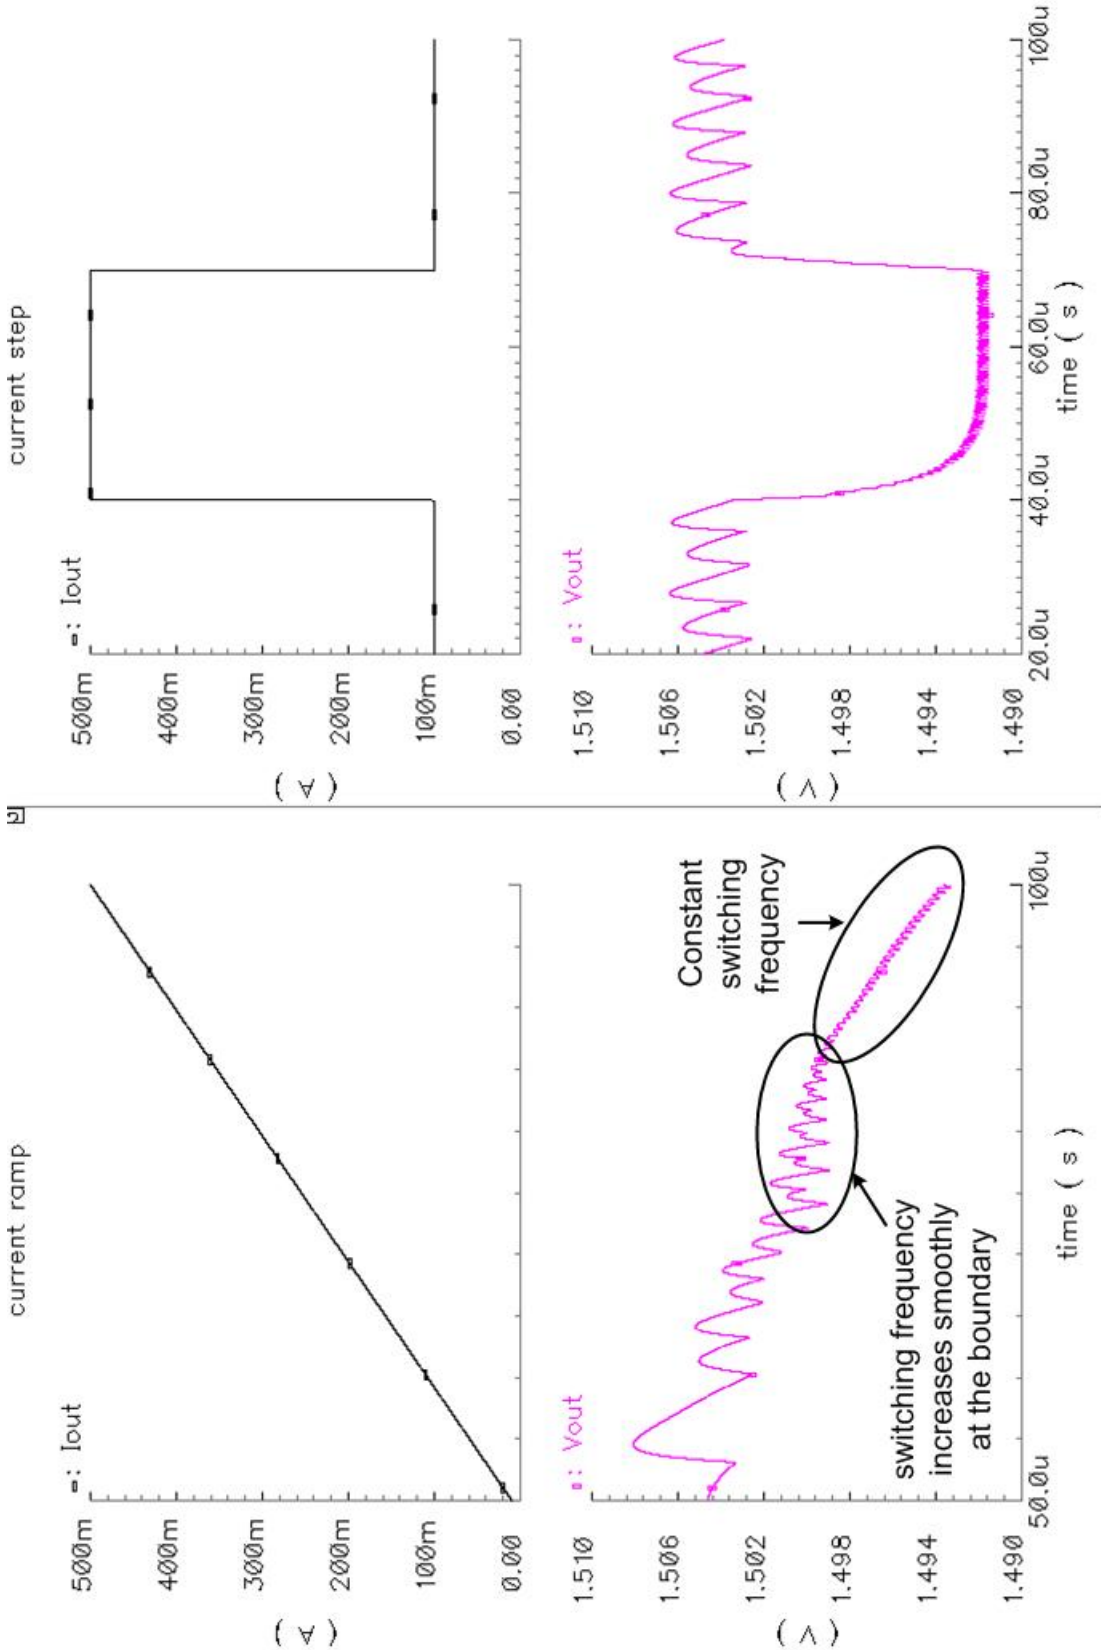 current ramp
▫: Iout
500m
400m
300m
200m
100m
0.00
( A )
▫: Vout
1.510
1.506
1.502
1.498
1.494
1.490
( V )
Constant
switching
frequency
switching frequency
increases smoothly
at the boundary
50.0u
100u
time ( s )
current step
▫: Iout
500m
400m
300m
200m
100m
0.00
( A )
▫: Vout
1.510
1.506
1.502
1.498
1.494
1.490
( V )
20.0u
40.0u
60.0u
80.0u
100u
time ( s )